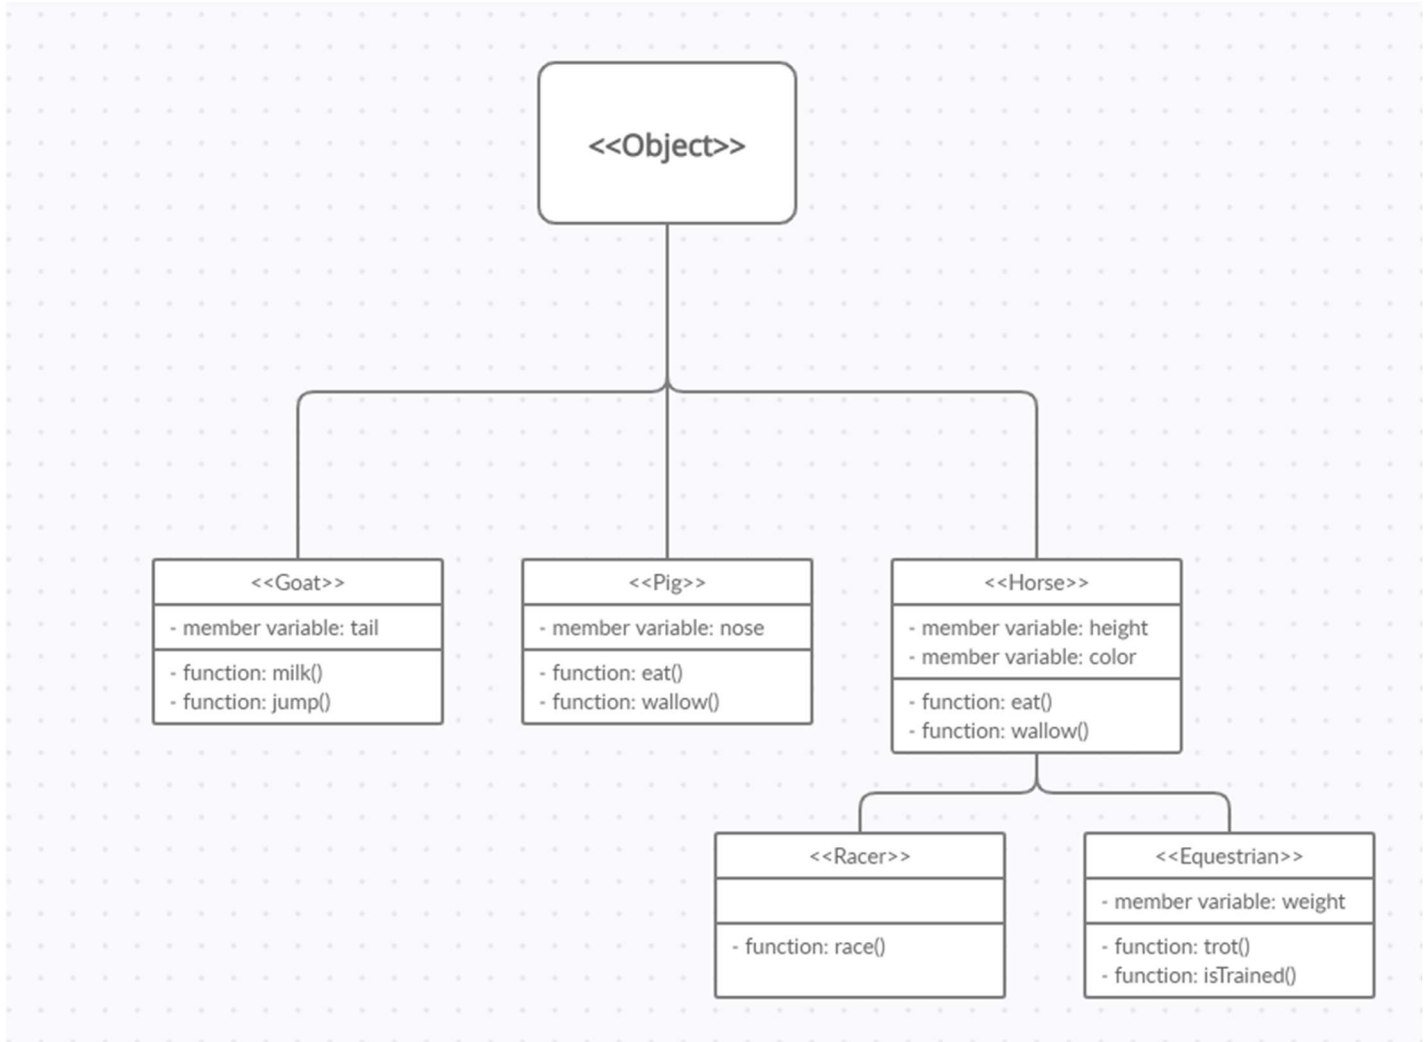 <<Object>>
<<Goat>>
- member variable: tail
- function: milk()
- function: jump()
<<Pig>>
- member variable: nose
- function: eat()
- function: wallow()
<<Horse>>
- member variable: height
- member variable: color
- function: eat()
- function: wallow()
<<Racer>>
- function: race()
<<Equestrian>>
- member variable: weight
- function: trot()
- function: isTrained()